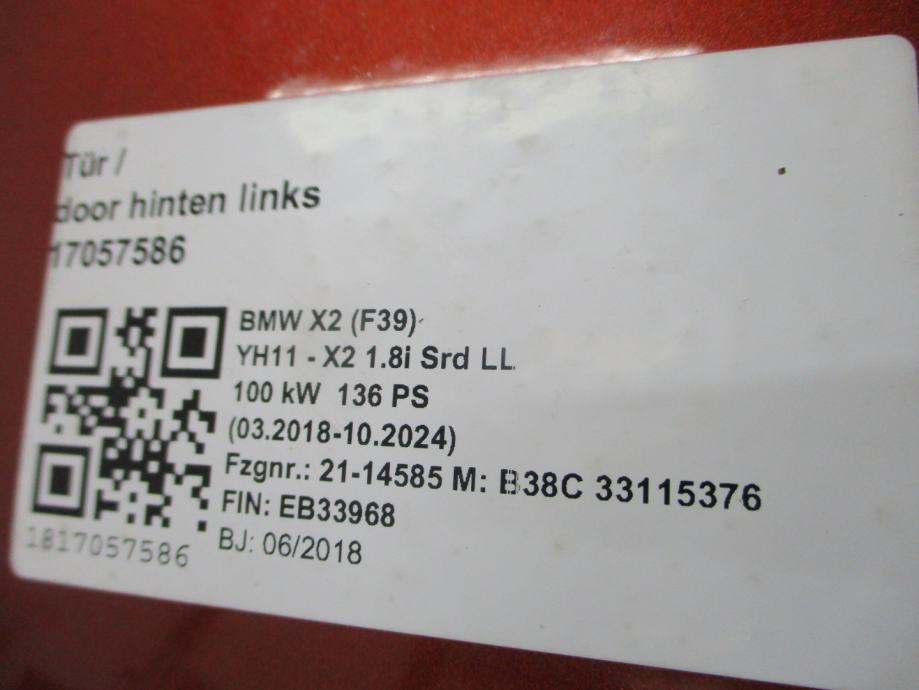 Tür /
door hinten links
17057586
BMW X2 (F39)
YH11 - X2 1.8i Srd LL
100 kW 136 PS
(03.2018-10.2024)
Fzgnr.: 21-14585 M: B38C 33115376
FIN: EB33968
BJ: 06/2018
1817057586